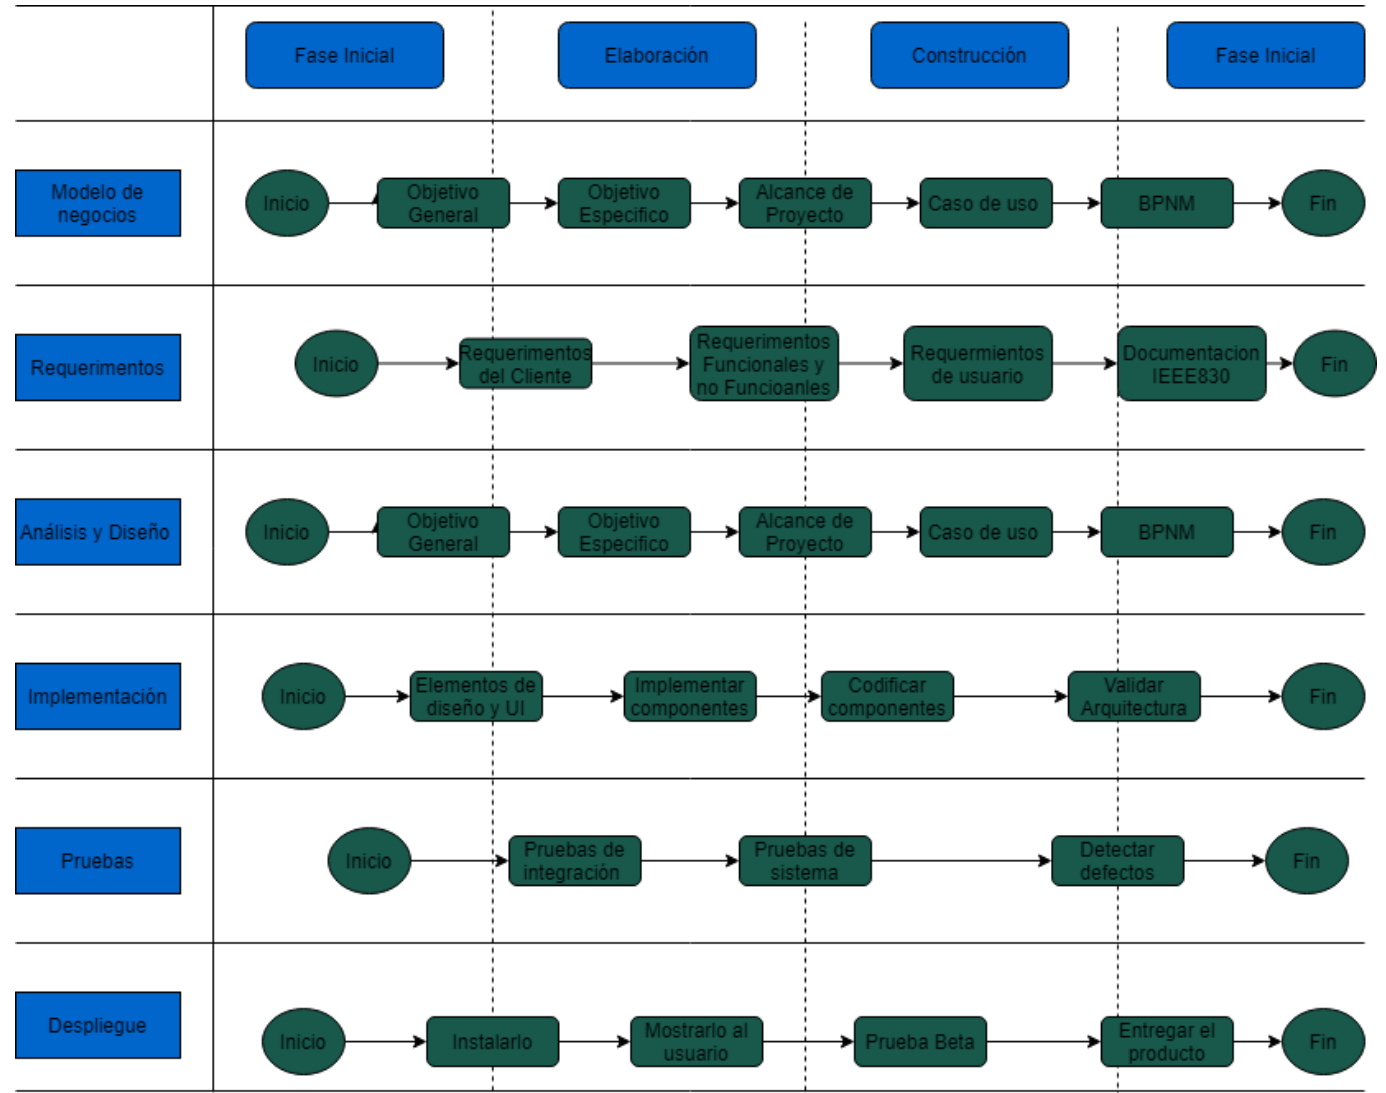 Fase Inicial
Elaboración
Construcción
Fase Inicial
Modelo de
negocios
Inicio
Objetivo
General
Objetivo
Especifico
Alcance de
Proyecto
Caso de uso
BPNM
Fin
Requerimentos
Inicio
Requerimentos
del Cliente
Requerimentos
Funcionales y
no Funcioanles
Requermientos
de usuario
Documentacion
IEEE830
Fin
Análisis y Diseño
Inicio
Objetivo
General
Objetivo
Especifico
Alcance de
Proyecto
Caso de uso
BPNM
Fin
Implementación
Inicio
Elementos de
diseño y UI
Implementar
componentes
Codificar
componentes
Validar
Arquitectura
Fin
Pruebas
Inicio
Pruebas de
integración
Pruebas de
sistema
Detectar
defectos
Fin
Despliegue
Inicio
Instalarlo
Mostrarlo al
usuario
Prueba Beta
Entregar el
producto
Fin